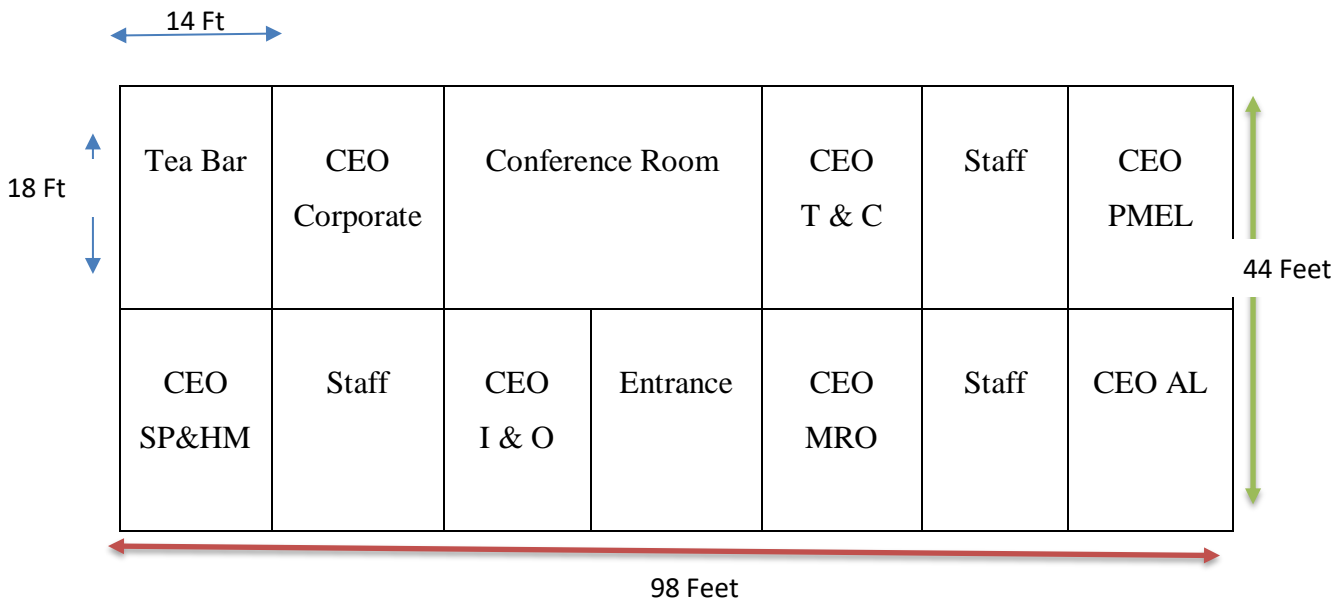 14 Ft
18 Ft
Tea Bar
CEO
Corporate
Conference Room
CEO
T & C
Staff
CEO
PMEL
44 Feet
CEO
SP&HM
Staff
CEO
I & O
Entrance
CEO
MRO
Staff
CEO AL
98 Feet